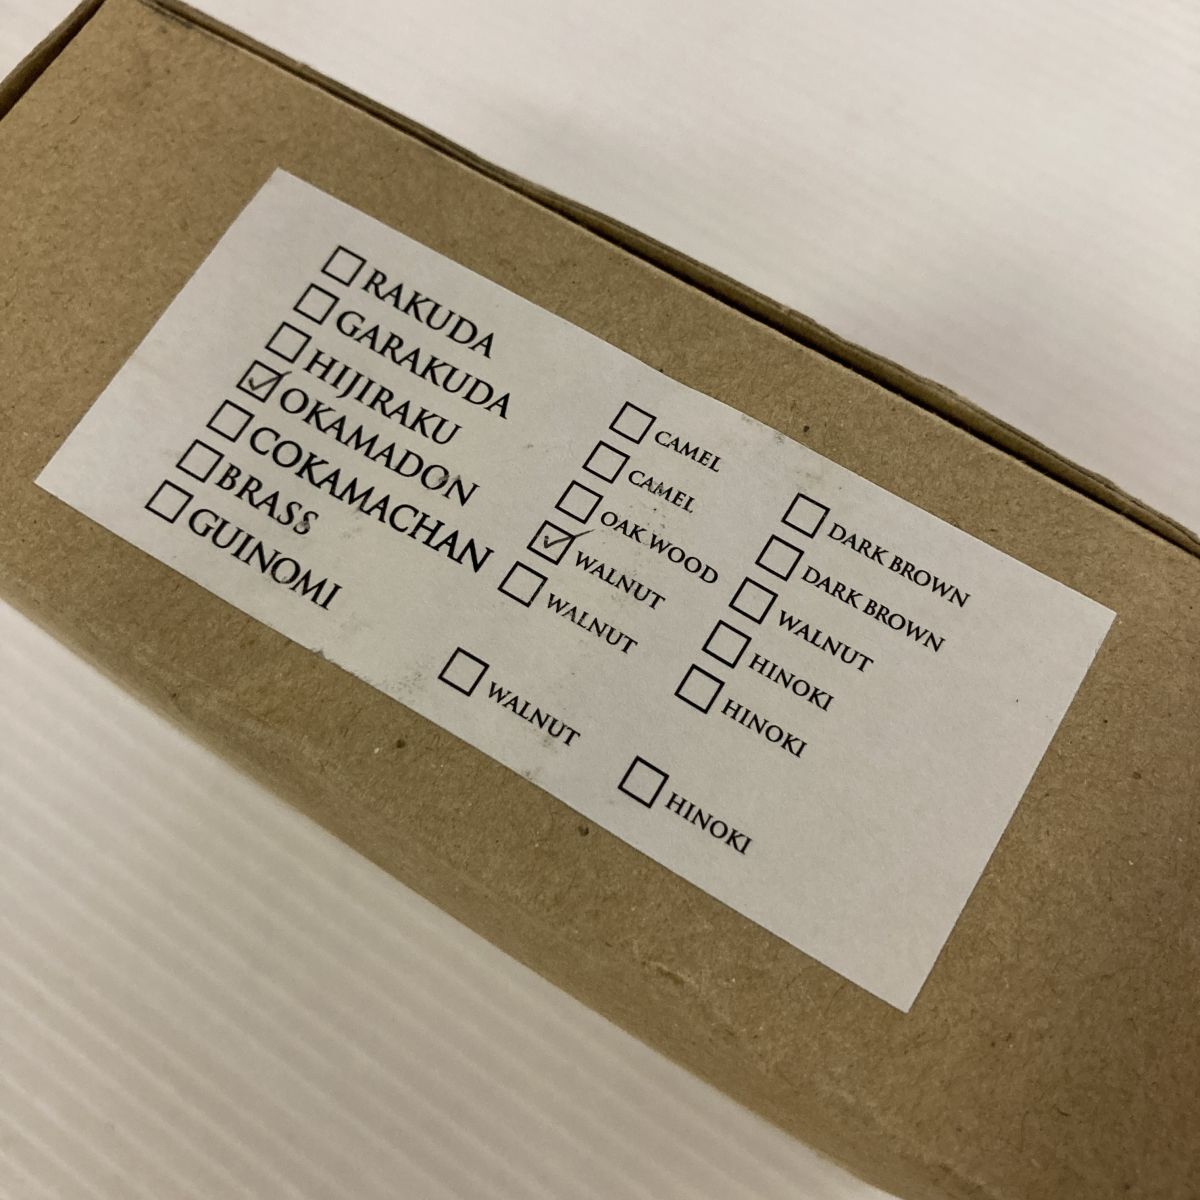 ☐ RAKUDA ☐ CAMEL ☐ DARK BROWN
☐ GARAKUDA ☐ CAMEL ☐ DARK BROWN
☐ HIJIRAKU ☐ OAK WOOD ☐ WALNUT
☑ OKAMADON ☑ WALNUT ☐ HINOKI
☐ COKAMACHAN ☐ WALNUT ☐ HINOKI
☐ BRASS
☐ GUINOMI ☐ WALNUT ☐ HINOKI